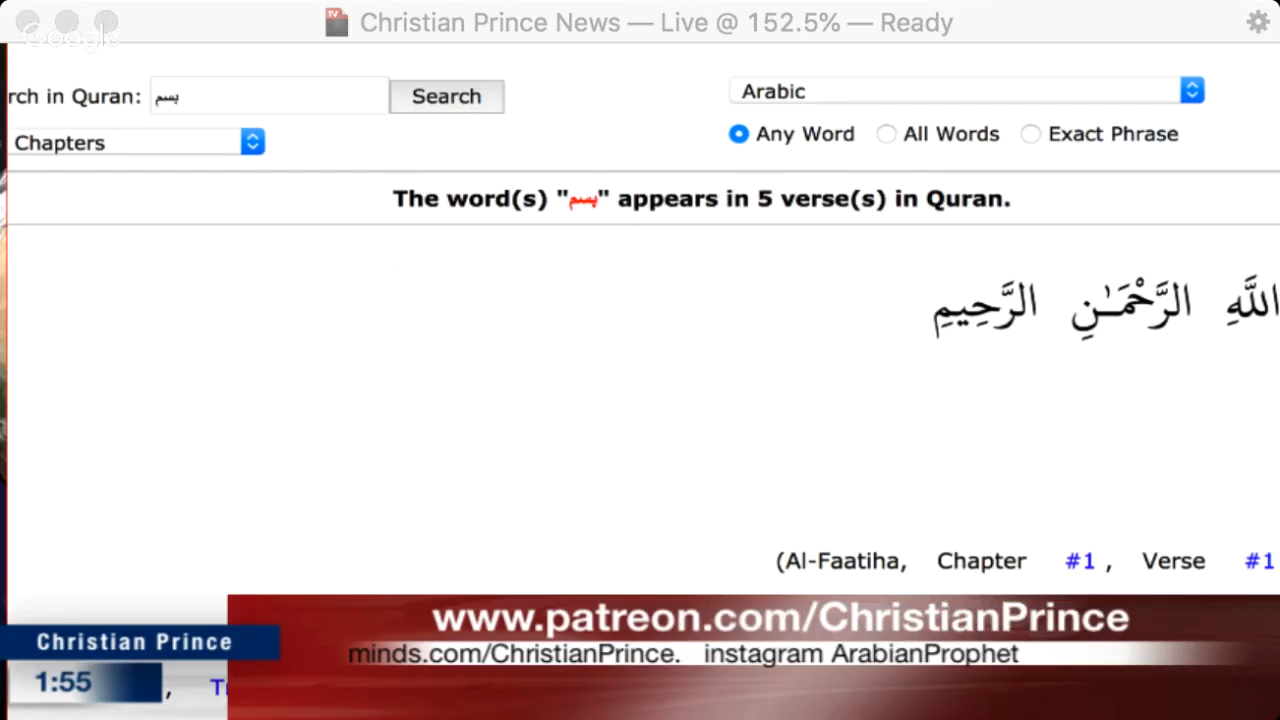 Christian Prince News — Live @ 152.5% — Ready
Google
rch in Quran: بسم Search
Arabic
Chapters
Any Word All Words Exact Phrase
The word(s) "بسم" appears in 5 verse(s) in Quran.
اللَّهِ الرَّحْمَـٰنِ الرَّحِيمِ
(Al-Faatiha, Chapter #1 , Verse #1
www.patreon.com/ChristianPrince
Christian Prince
minds.com/ChristianPrince. instagram ArabianProphet
1:55 , Tr